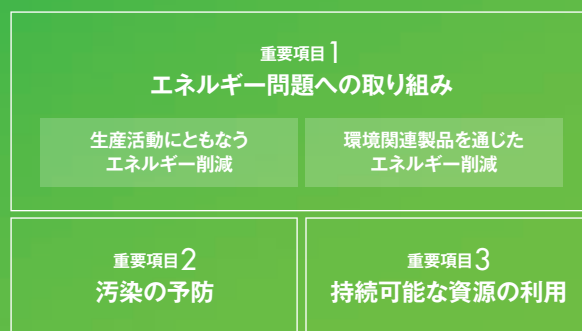 重要項目1
エネルギー問題への取り組み
生産活動にともなう
エネルギー削減
環境関連製品を通じた
エネルギー削減
重要項目2
汚染の予防
重要項目3
持続可能な資源の利用